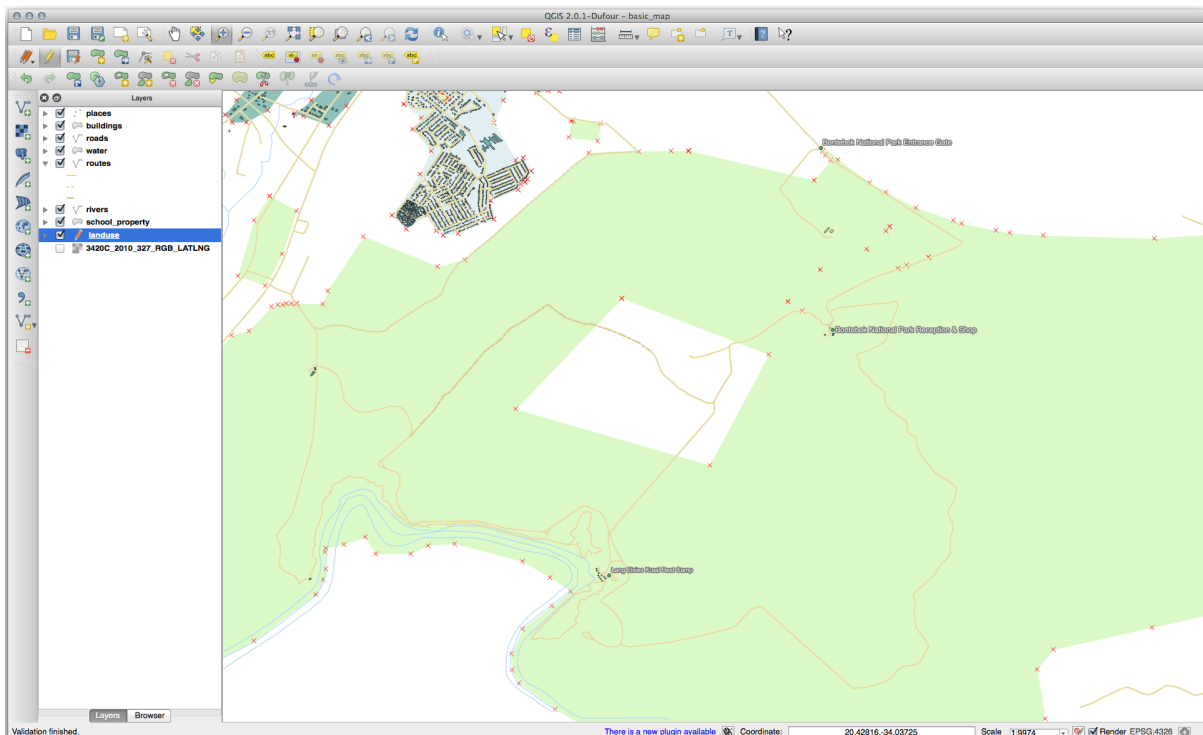 QGIS 2.0.1-Dufour - basic_map
Layers
places
buildings
roads
water
routes
rivers
school_property
landuse
3420C_2010_327_RGB_LATLNG
Bontebok National Park Entrance Gate
Bontebok National Park Reception & Shop
Lang Elsies Kraal Rest Camp
Layers Browser
Validation finished. There is a new plugin available Coordinate: 20.42816,-34.03725 Scale 1:9974 Render EPSG:4326